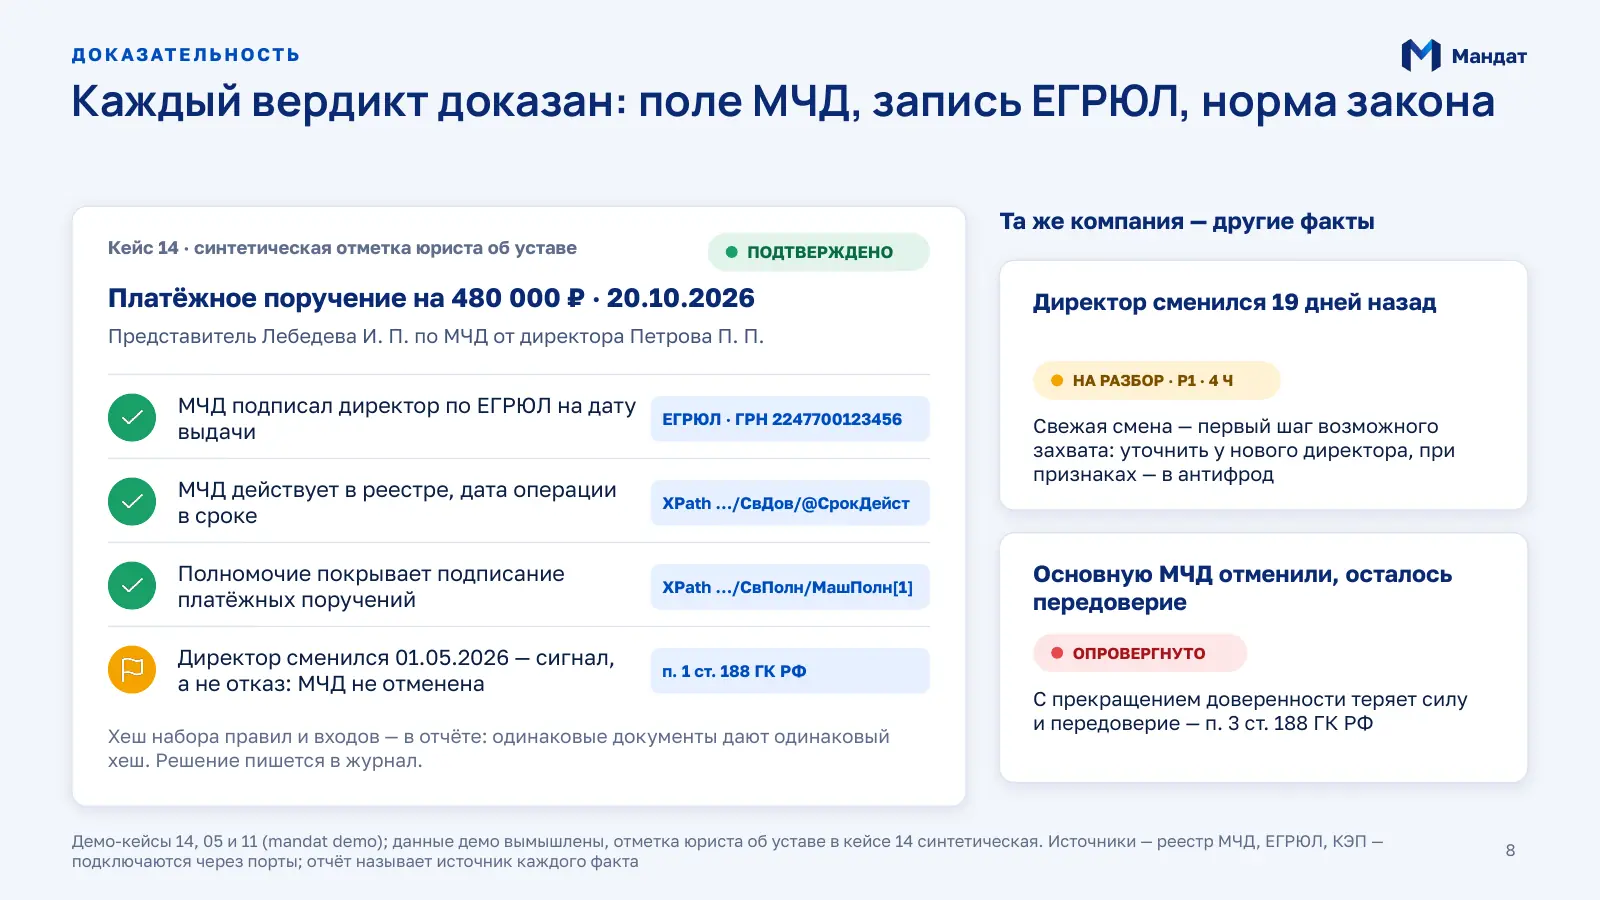 ДОКАЗАТЕЛЬНОСТЬ
Мандат
Каждый вердикт доказан: поле МЧД, запись ЕГРЮЛ, норма закона
Кейс 14 · синтетическая отметка юриста об уставе
ПОДТВЕРЖДЕНО
Платёжное поручение на 480 000 ₽ · 20.10.2026
Представитель Лебедева И. П. по МЧД от директора Петрова П. П.
МЧД подписал директор по ЕГРЮЛ на дату
выдачи
ЕГРЮЛ · ГРН 2247700123456
МЧД действует в реестре, дата операции
в сроке
XPath …/СвДов/@СрокДейст
Полномочие покрывает подписание
платёжных поручений
XPath …/СвПолн/МашПолн[1]
Директор сменился 01.05.2026 — сигнал,
а не отказ: МЧД не отменена
п. 1 ст. 188 ГК РФ
Хеш набора правил и входов — в отчёте: одинаковые документы дают одинаковый
хеш. Решение пишется в журнал.
Та же компания — другие факты
Директор сменился 19 дней назад
НА РАЗБОР · P1 · 4 Ч
Свежая смена — первый шаг возможного
захвата: уточнить у нового директора, при
признаках — в антифрод
Основную МЧД отменили, осталось
передоверие
ОПРОВЕРГНУТО
С прекращением доверенности теряет силу
и передоверие — п. 3 ст. 188 ГК РФ
Демо-кейсы 14, 05 и 11 (mandat demo); данные демо вымышлены, отметка юриста об уставе в кейсе 14 синтетическая. Источники — реестр МЧД, ЕГРЮЛ, КЭП —
подключаются через порты; отчёт называет источник каждого факта
8